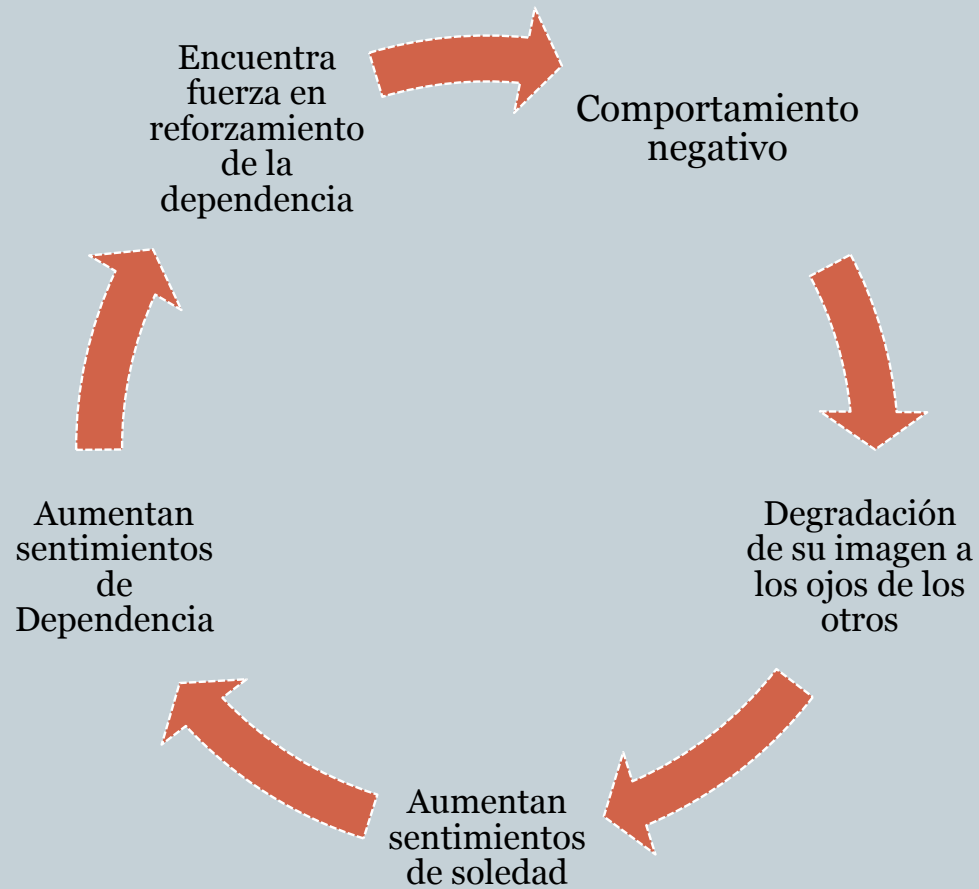 Encuentra
fuerza en
reforzamiento
de la
dependencia
Comportamiento
negativo
Degradación
de su imagen a
los ojos de los
otros
Aumentan
sentimientos
de soledad
Aumentan
sentimientos
de
Dependencia